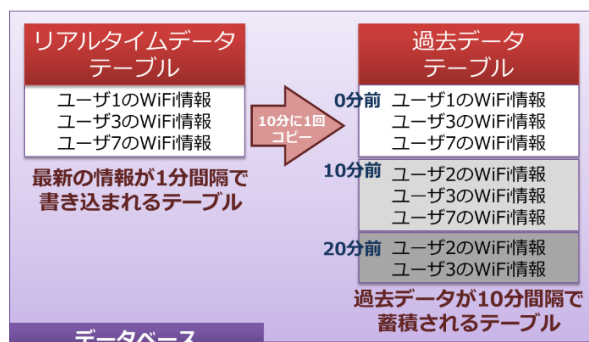 リアルタイムデータ
テーブル
ユーザ1のWiFi情報
ユーザ3のWiFi情報
ユーザ7のWiFi情報
最新の情報が1分間隔で
書き込まれるテーブル
10分に1回
コピー
過去データ
テーブル
0分前 ユーザ1のWiFi情報
ユーザ3のWiFi情報
ユーザ7のWiFi情報
10分前 ユーザ2のWiFi情報
ユーザ3のWiFi情報
ユーザ7のWiFi情報
20分前 ユーザ2のWiFi情報
ユーザ3のWiFi情報
過去データが10分間隔で
蓄積されるテーブル
データベース